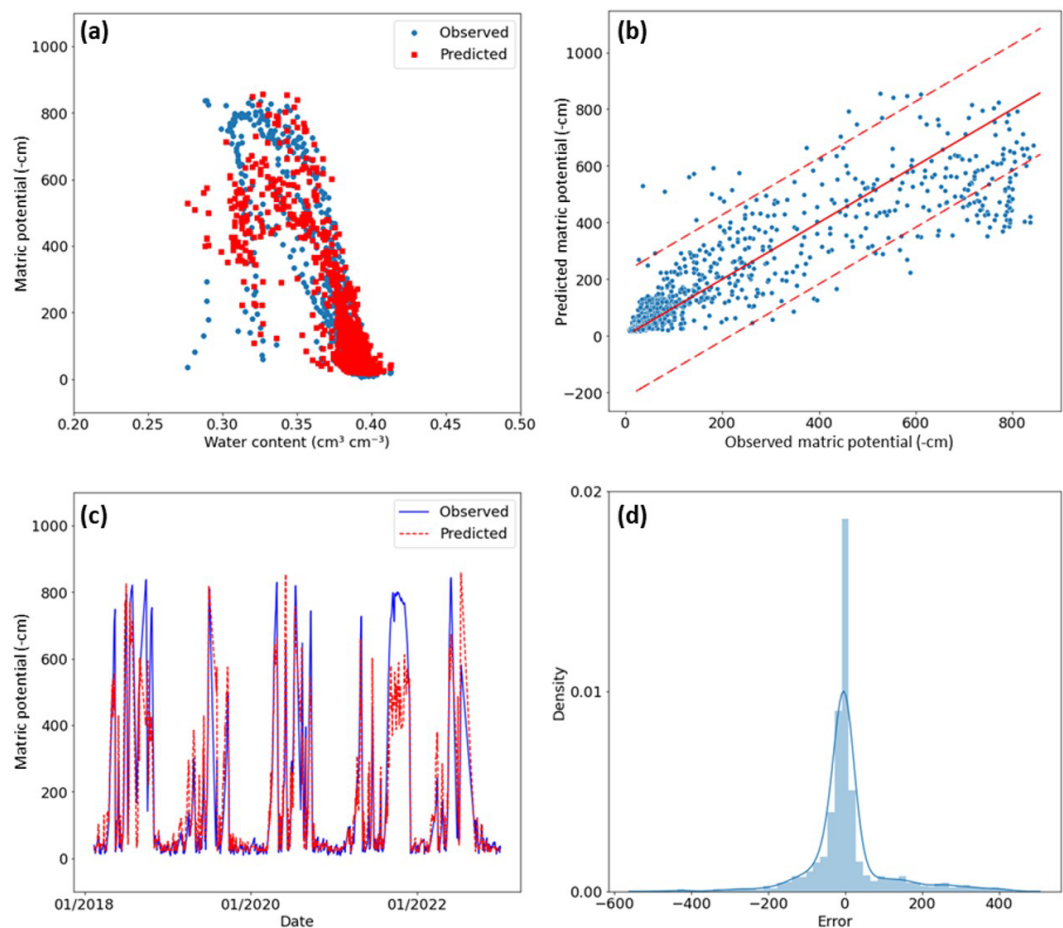 (a)
Observed
Predicted
1000
800
600
400
200
0
0.20 0.25 0.30 0.35 0.40 0.45 0.50
Matric potential (-cm)
Water content (cm³ cm⁻³)
(b)
1000
800
600
400
200
0
−200
0 200 400 600 800
Predicted matric potential (-cm)
Observed matric potential (-cm)
(c)
Observed
Predicted
1000
800
600
400
200
0
01/2018 01/2020 01/2022
Matric potential (-cm)
Date
(d)
0.02
0.01
0.00
−600 −400 −200 0 200 400
Density
Error